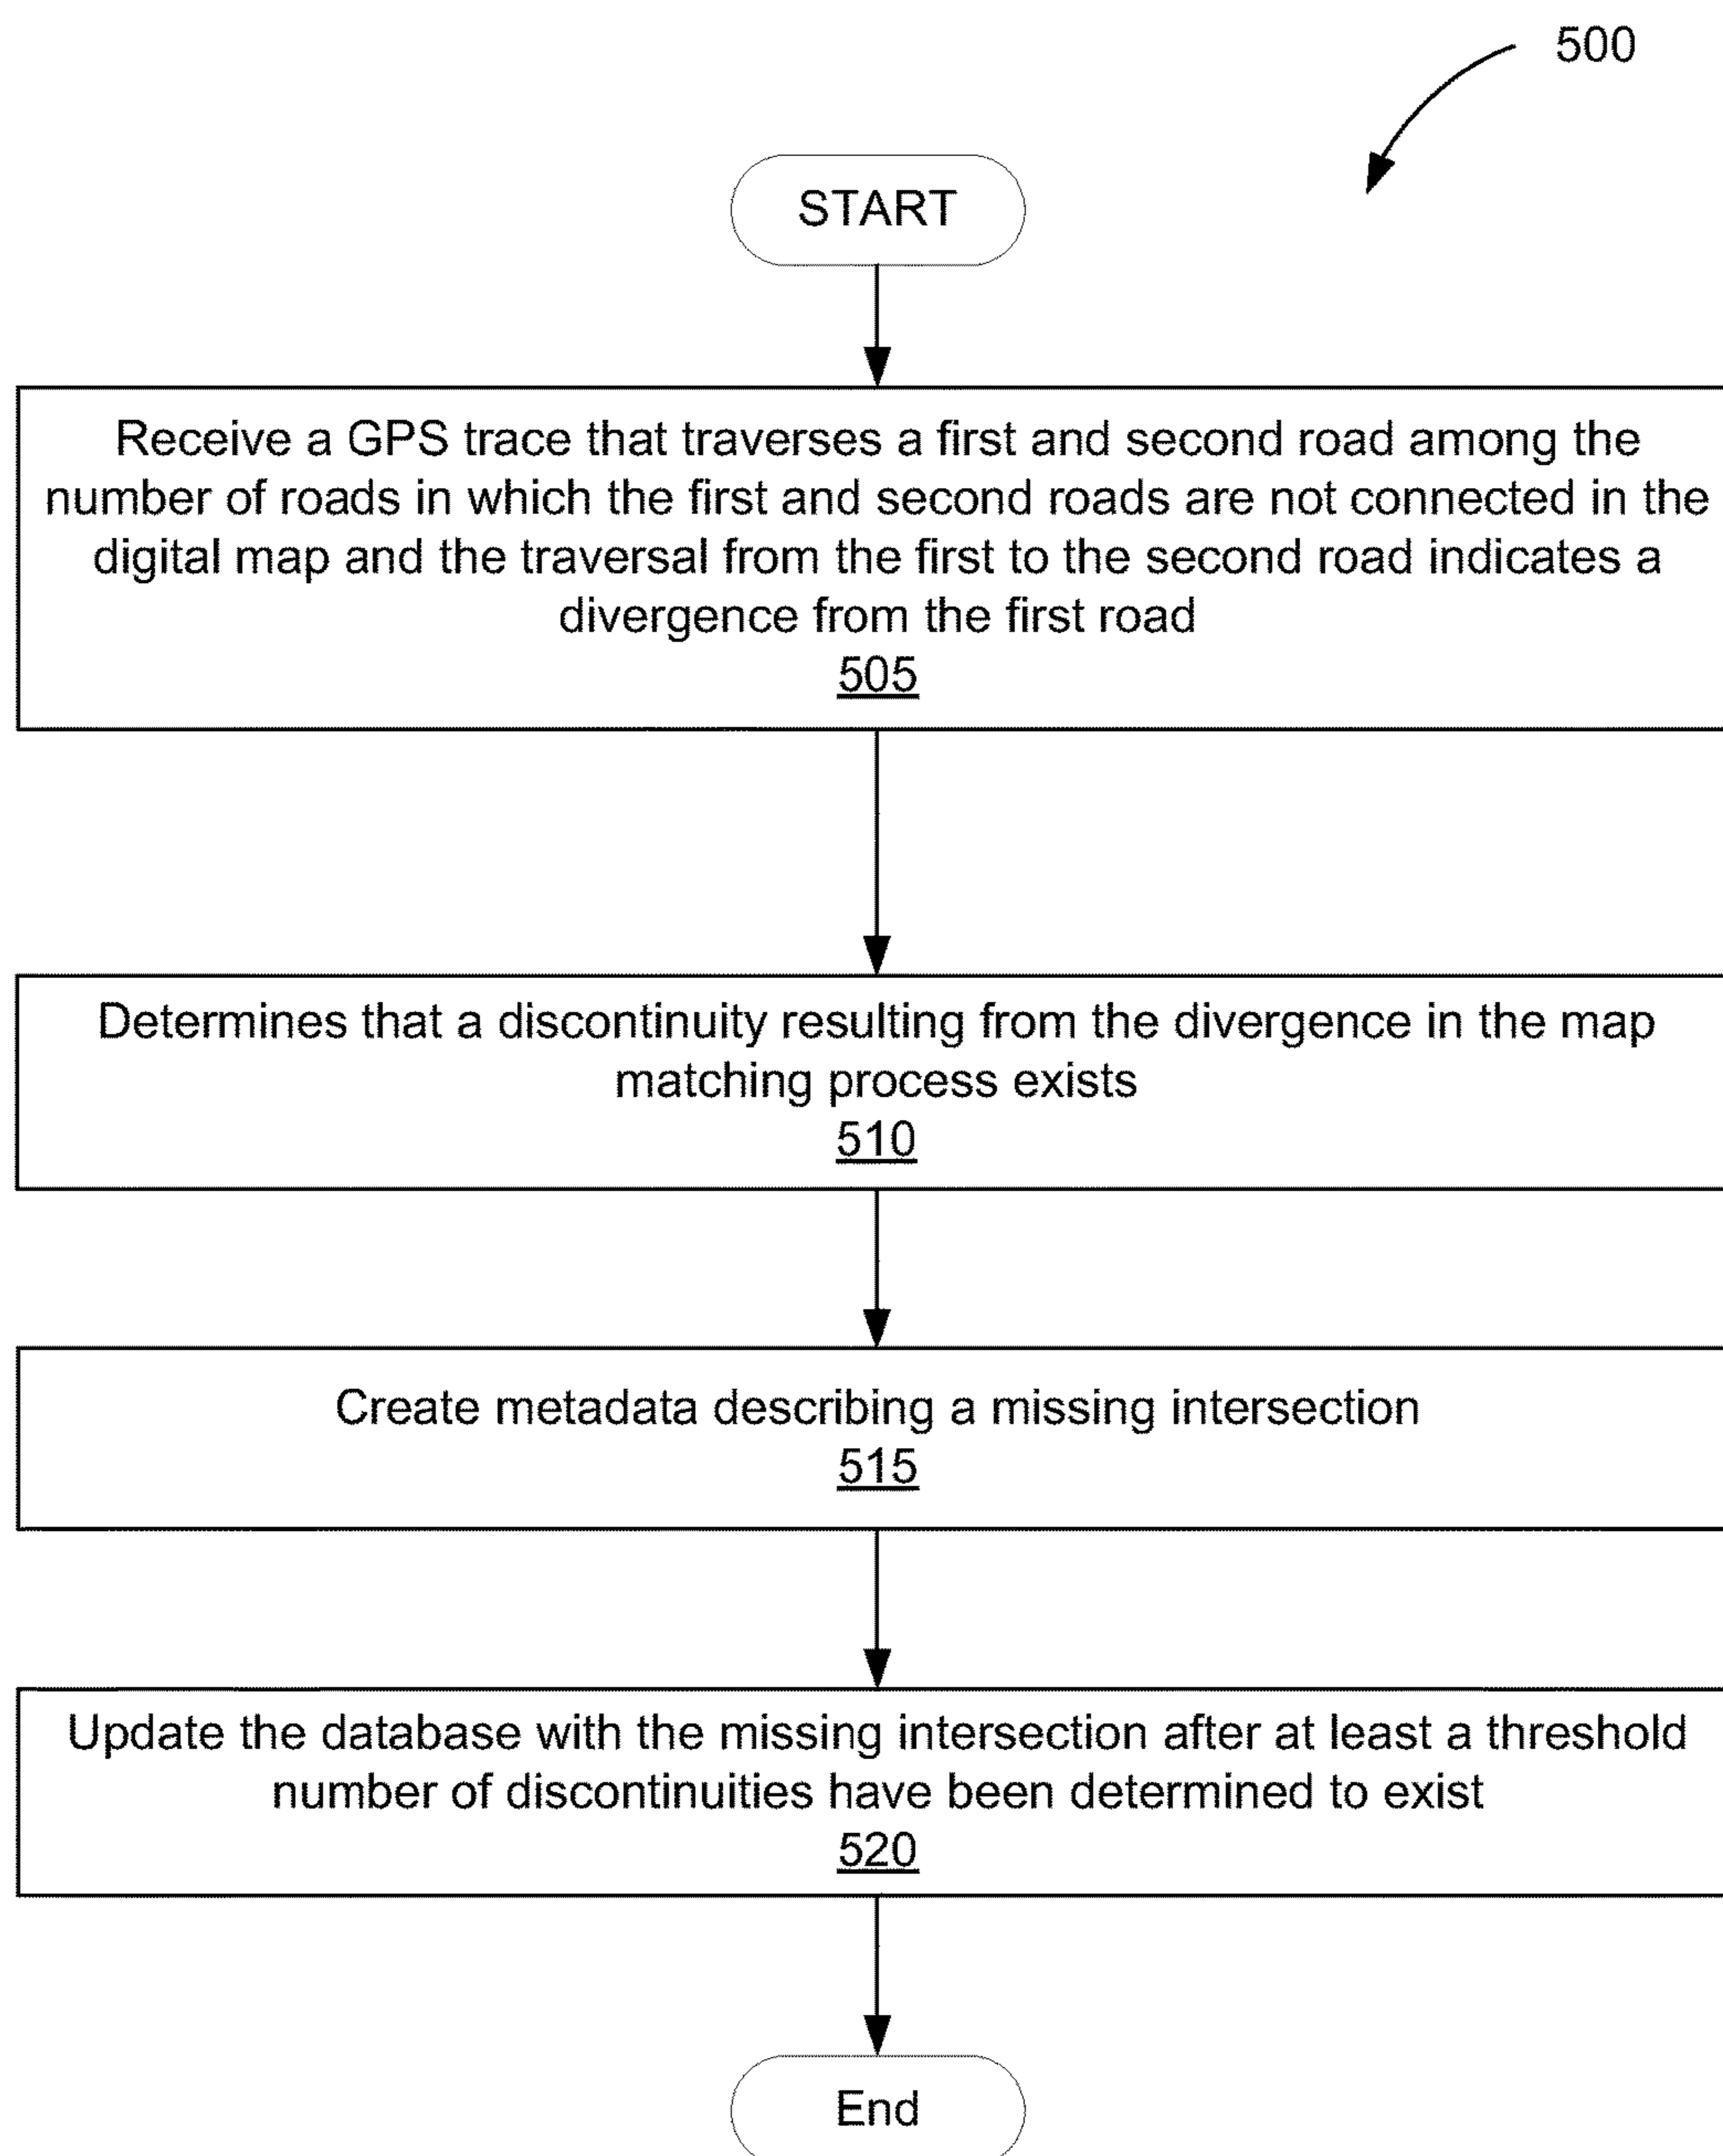 500
START
Receive a GPS trace that traverses a first and second road among the
number of roads in which the first and second roads are not connected in the
digital map and the traversal from the first to the second road indicates a
divergence from the first road
505
Determines that a discontinuity resulting from the divergence in the map
matching process exists
510
Create metadata describing a missing intersection
515
Update the database with the missing intersection after at least a threshold
number of discontinuities have been determined to exist
520
End